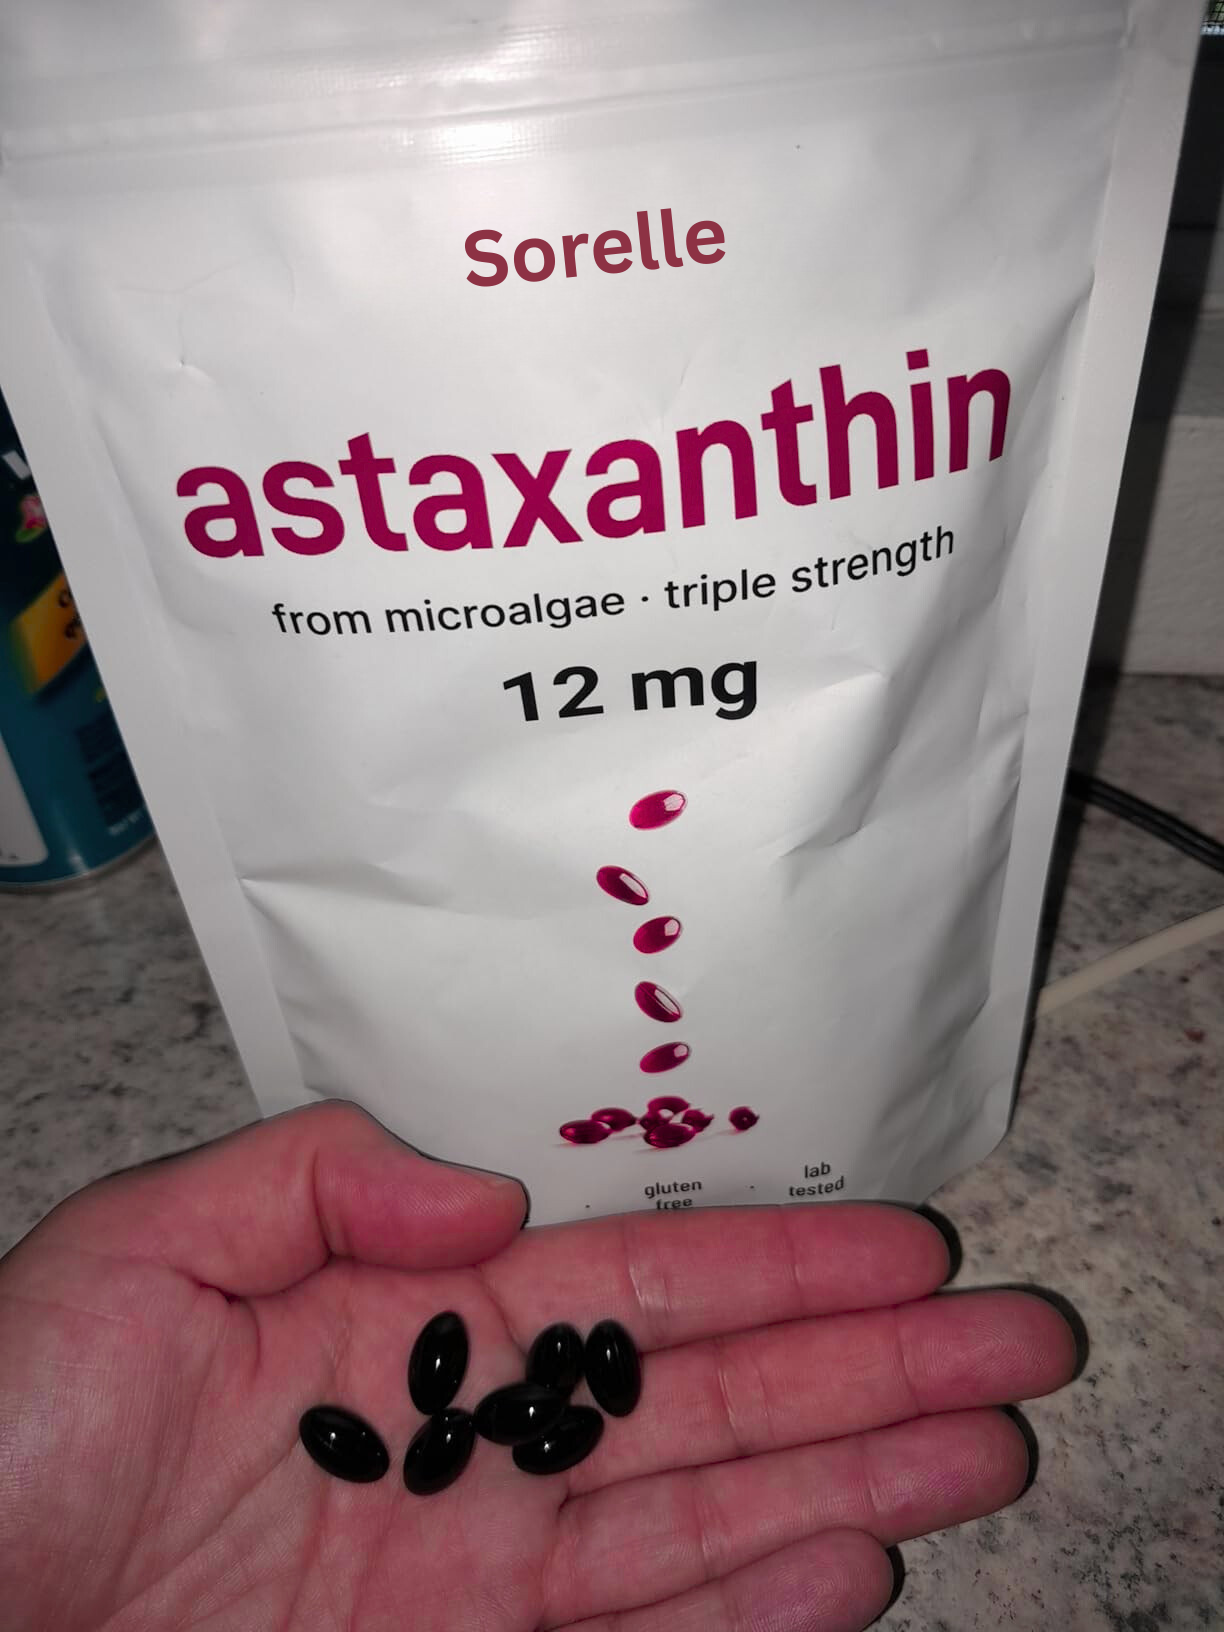 Sorelle
astaxanthin
from microalgae · triple strength
12 mg
gluten
free
·
lab
tested